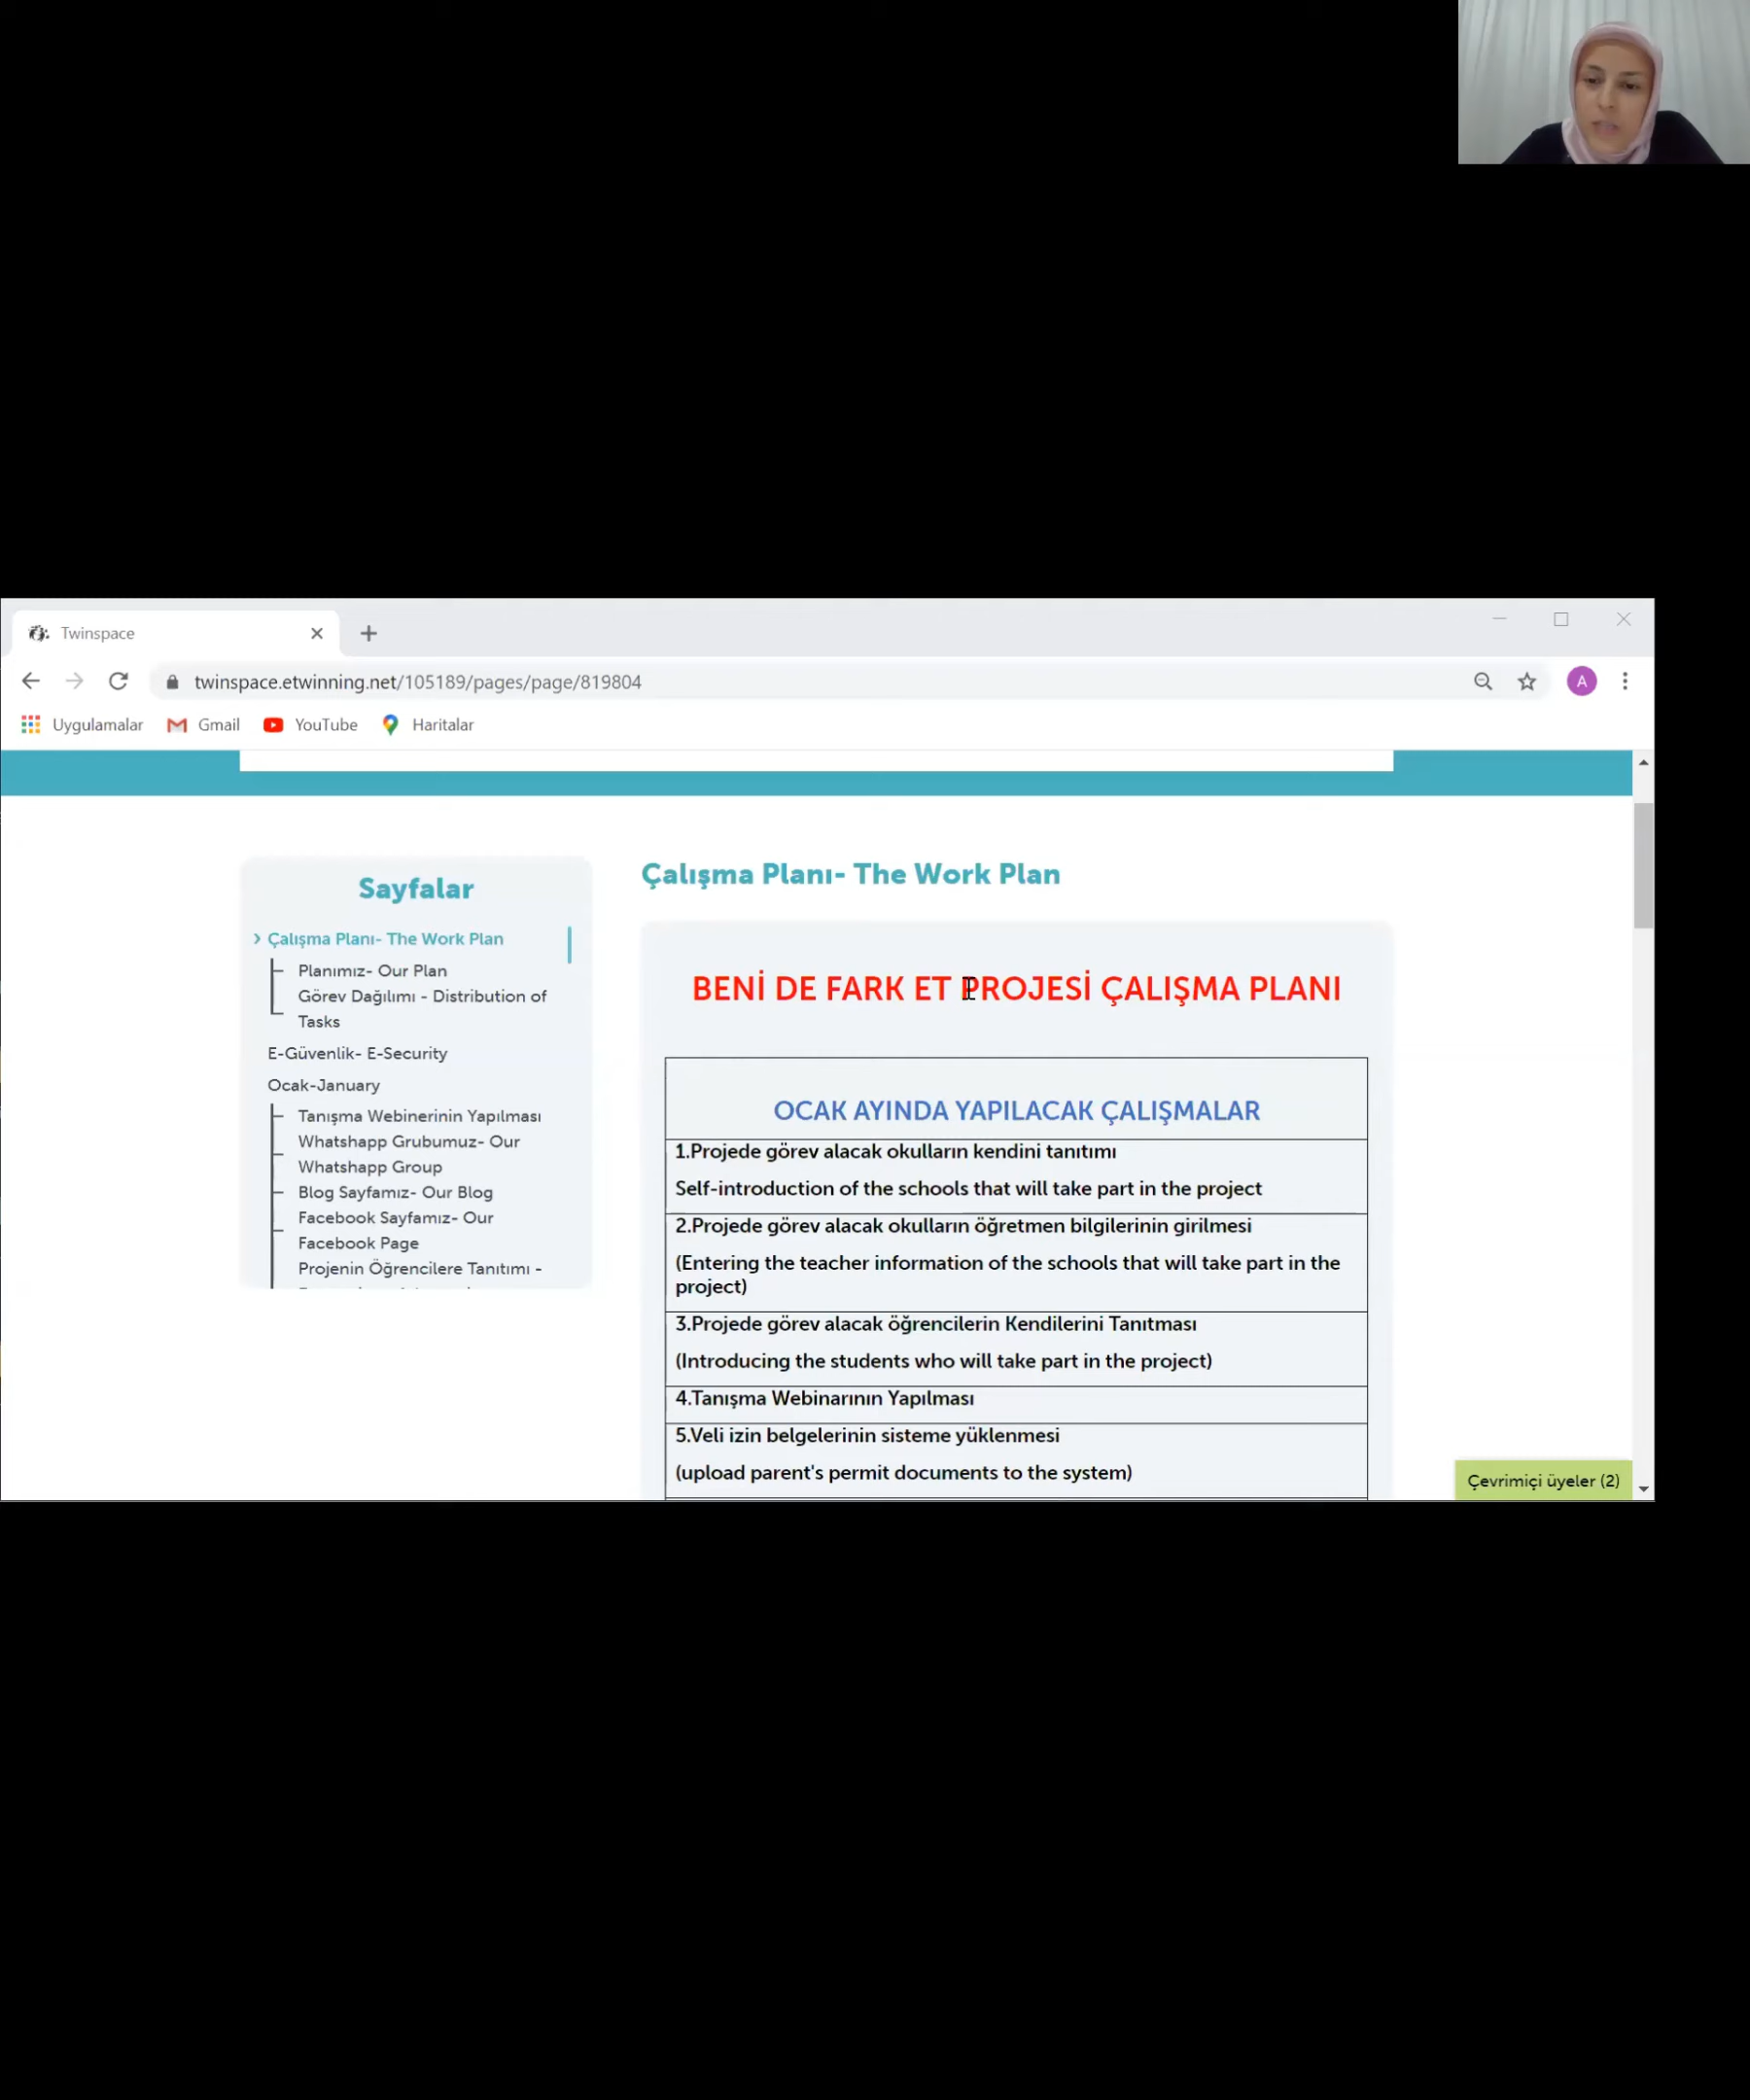 Twinspace
twinspace.etwinning.net/105189/pages/page/819804
A
Uygulamalar
Gmail
YouTube
Haritalar
Sayfalar
Çalışma Planı- The Work Plan
Planımız- Our Plan
Görev Dağılımı - Distribution of
Tasks
E-Güvenlik- E-Security
Ocak-January
Tanışma Webinerinin Yapılması
Whatshapp Grubumuz- Our
Whatshapp Group
Blog Sayfamız- Our Blog
Facebook Sayfamız- Our
Facebook Page
Projenin Öğrencilere Tanıtımı -
Çalışma Planı- The Work Plan
BENİ DE FARK ET PROJESİ ÇALIŞMA PLANI
OCAK AYINDA YAPILACAK ÇALIŞMALAR
1.Projede görev alacak okulların kendini tanıtımı
Self-introduction of the schools that will take part in the project
2.Projede görev alacak okulların öğretmen bilgilerinin girilmesi
(Entering the teacher information of the schools that will take part in the
project)
3.Projede görev alacak öğrencilerin Kendilerini Tanıtması
(Introducing the students who will take part in the project)
4.Tanışma Webinarının Yapılması
5.Veli izin belgelerinin sisteme yüklenmesi
(upload parent's permit documents to the system)
Çevrimiçi üyeler (2)